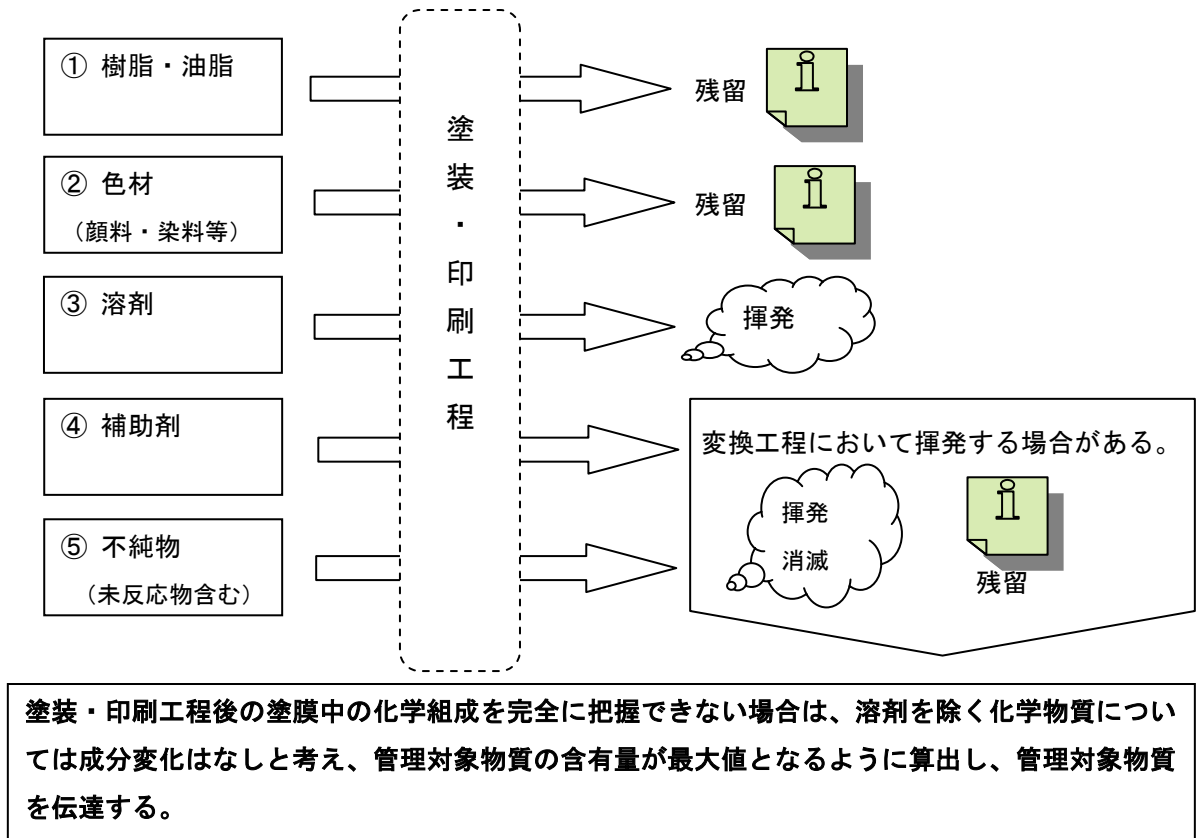 ① 樹脂・油脂
② 色材
（顔料・染料等）
③ 溶剤
④ 補助剤
⑤ 不純物
（未反応物含む）
塗装・印刷工程
残留
残留
揮発
変換工程において揮発する場合がある。
揮発
消滅
残留
塗装・印刷工程後の塗膜中の化学組成を完全に把握できない場合は、溶剤を除く化学物質につい
ては成分変化はなしと考え、管理対象物質の含有量が最大値となるように算出し、管理対象物質
を伝達する。